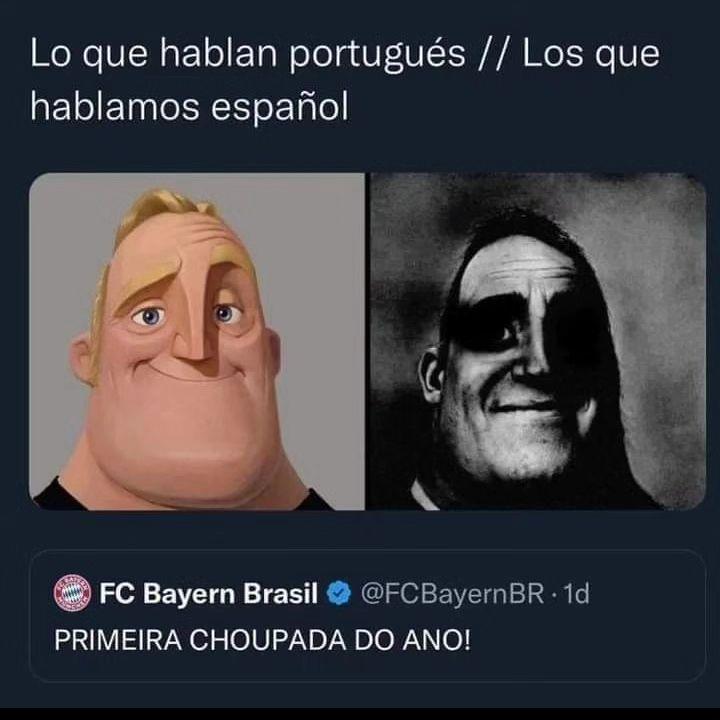 Lo que hablan portugués // Los que
hablamos español
FC Bayern Brasil @FCBayernBR · 1d
PRIMEIRA CHOUPADA DO ANO!